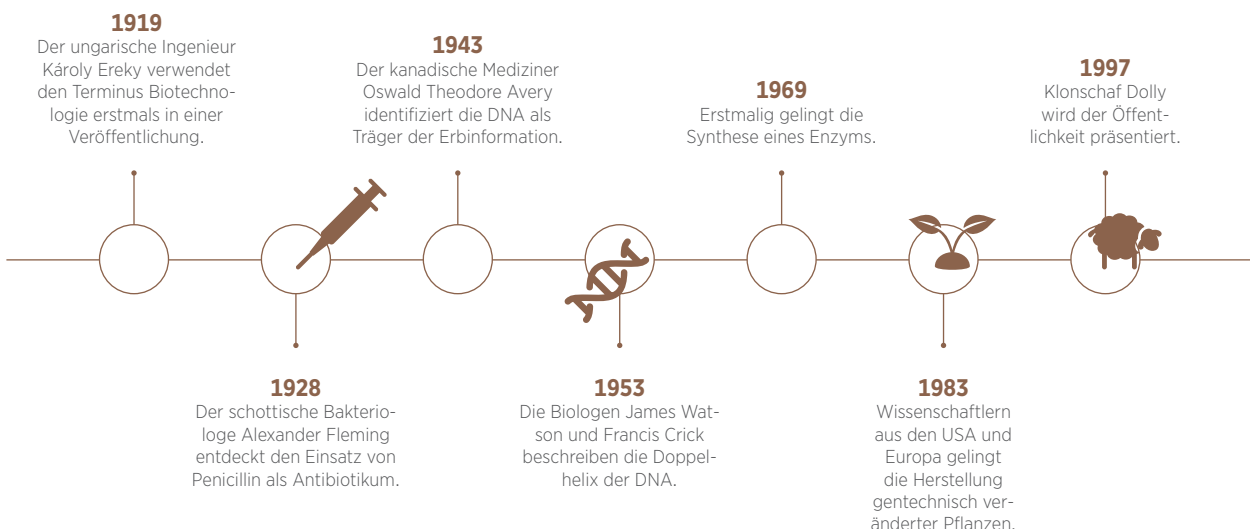 1919
Der ungarische Ingenieur
Károly Ereky verwendet
den Terminus Biotechno-
logie erstmals in einer
Veröffentlichung.
1928
Der schottische Bakterio-
loge Alexander Fleming
entdeckt den Einsatz von
Penicillin als Antibiotikum.
1943
Der kanadische Mediziner
Oswald Theodore Avery
identifiziert die DNA als
Träger der Erbinformation.
1953
Die Biologen James Wat-
son und Francis Crick
beschreiben die Doppel-
helix der DNA.
1969
Erstmalig gelingt die
Synthese eines Enzyms.
1983
Wissenschaftlern
aus den USA und
Europa gelingt
die Herstellung
gentechnisch ver-
änderter Pflanzen.
1997
Klonschaf Dolly
wird der Öffent-
lichkeit präsentiert.